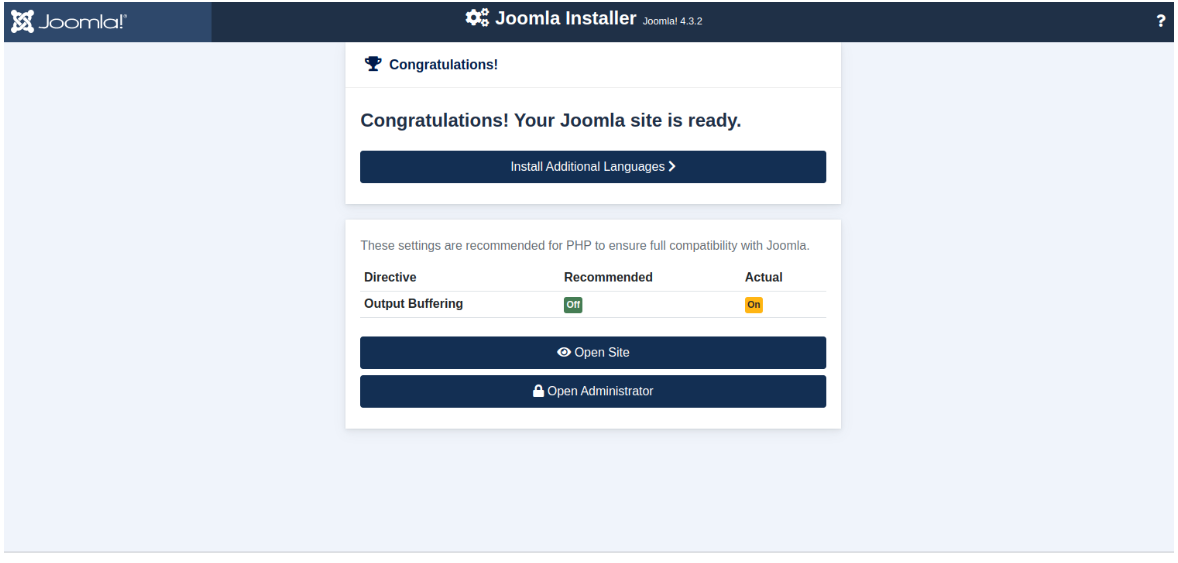 Joomla!® Joomla Installer Joomla! 4.3.2 ?
Congratulations!
Congratulations! Your Joomla site is ready.
Install Additional Languages
These settings are recommended for PHP to ensure full compatibility with Joomla.
Directive Recommended Actual
Output Buffering Off On
Open Site
Open Administrator